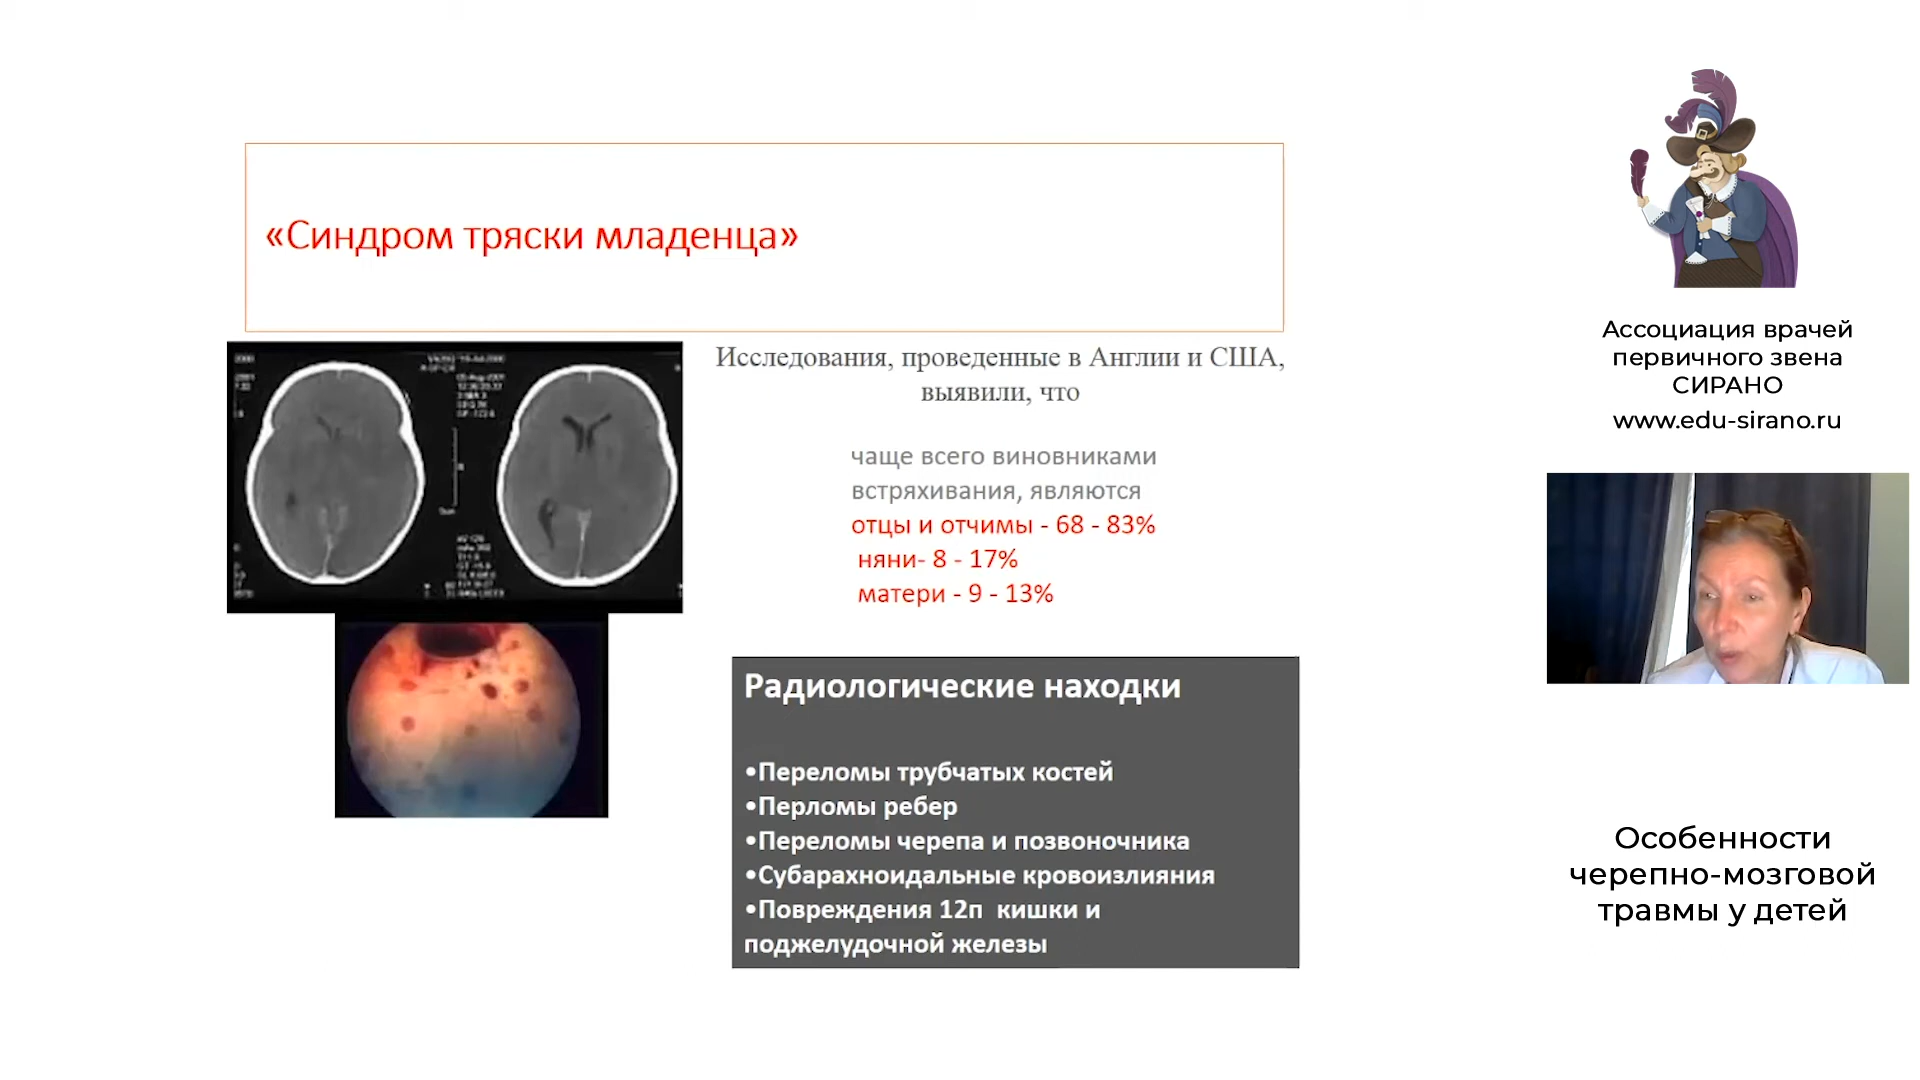 «Синдром тряски младенца»
Исследования, проведенные в Англии и США,
выявили, что
чаще всего виновниками
встряхивания, являются
отцы и отчимы - 68 - 83%
няни- 8 - 17%
матери - 9 - 13%
Радиологические находки
•Переломы трубчатых костей
•Перломы ребер
•Переломы черепа и позвоночника
•Субарахноидальные кровоизлияния
•Повреждения 12п кишки и
поджелудочной железы
Ассоциация врачей
первичного звена
СИРАНО
www.edu-sirano.ru
Особенности
черепно-мозговой
травмы у детей